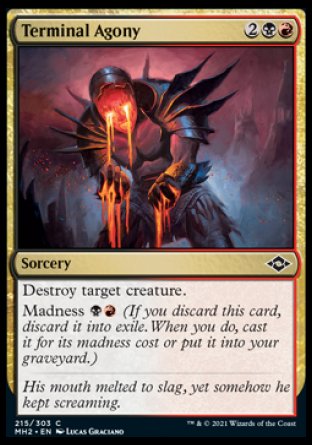 Terminal Agony 2
Sorcery
Destroy target creature.
Madness (If you discard this card,
discard it into exile. When you do, cast
it for its madness cost or put it into your
graveyard.)
His mouth melted to slag, yet somehow he
kept screaming.
215/303 C
MH2 • EN LUCAS GRACIANO
™ & © 2021 Wizards of the Coast